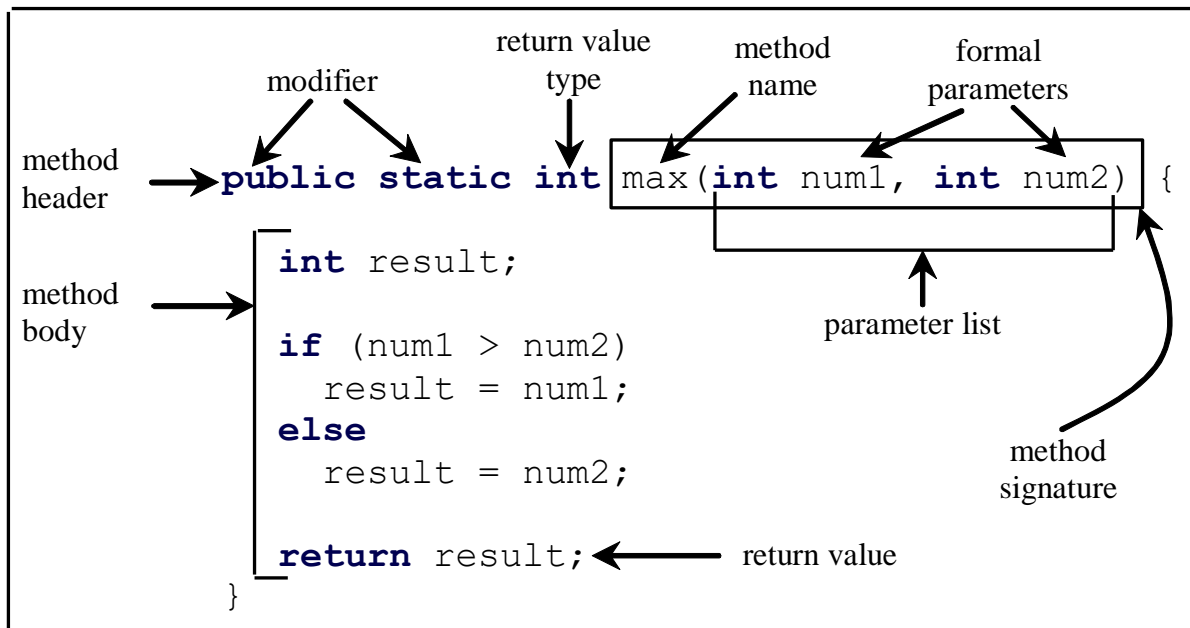 return value
type
method
name
formal
parameters
modifier
method
header
public static int max(int num1, int num2) {
int result;
method
body
parameter list
if (num1 > num2)
result = num1;
else
result = num2;
method
signature
return result;
return value
}